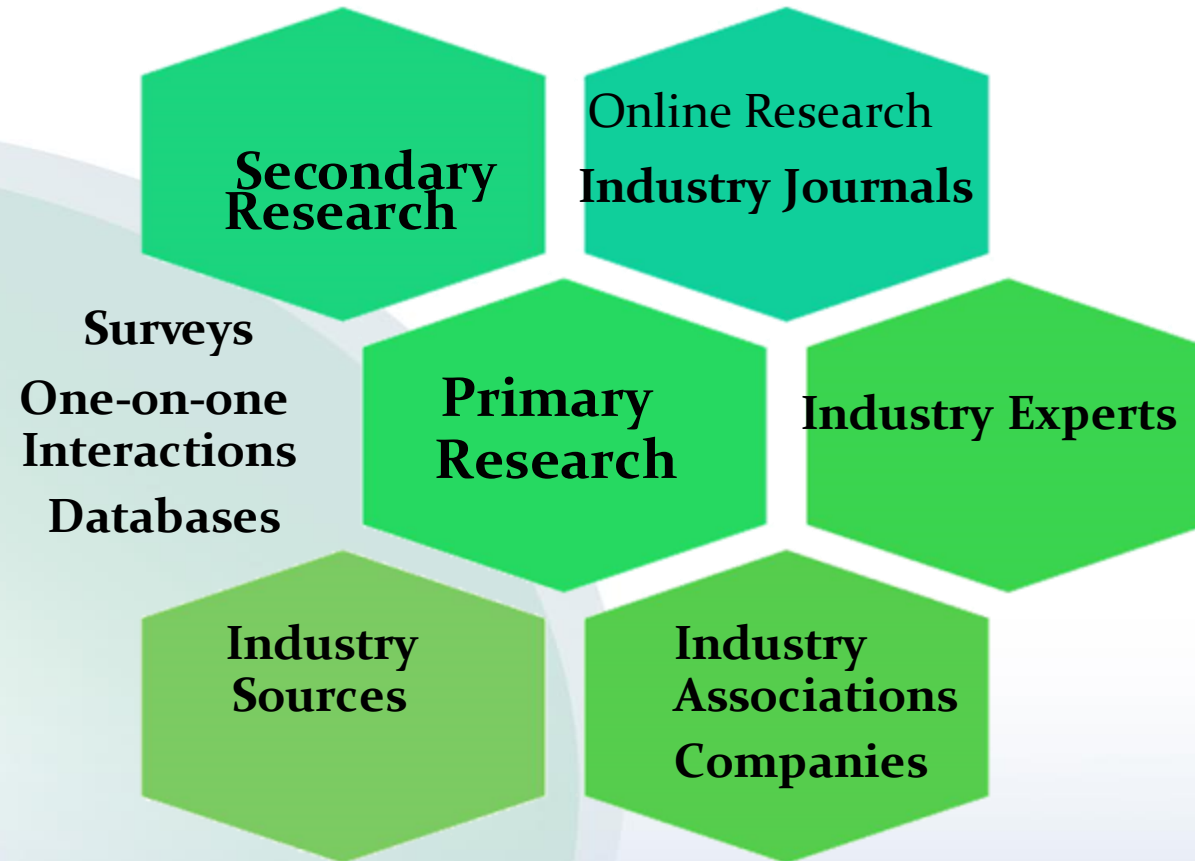 Secondary
Research
Online Research
Industry Journals
Surveys
One-on-one
Interactions
Databases
Primary
Research
Industry Experts
Industry
Sources
Industry
Associations
Companies